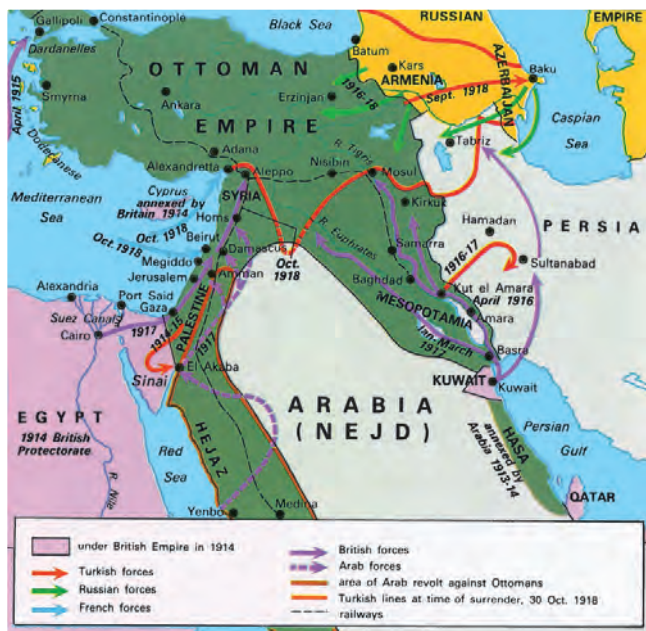 Gallipoli
Constantinople
Dardanelles
Black Sea
RUSSIAN
EMPIRE
Batum
Kars
ARMENIA
AZERBAIJAN
Baku
April 1915
OTTOMAN
EMPIRE
Smyrna
Ankara
Erzinjan
1916-18
Sept. 1918
Caspian
Sea
Tabriz
Dodecanese
Adana
Alexandretta
Aleppo
Nisibin
R. Tigris
Mosul
Mediterranean
Sea
Cyprus
annexed by
Britain 1914
SYRIA
Homs
Kirkuk
PERSIA
Hamadan
R. Euphrates
Oct. 1918
Oct. 1918
Beirut
Damascus
Oct.
1918
Samarra
1916-17
Sultanabad
Megiddo
Jerusalem
Amman
Baghdad
Kut el Amara
April 1916
MESOPOTAMIA
Amara
Alexandria
Port Said
Gaza
Suez Canal
Cairo
1917
1914-15
PALESTINE
1917
Jan-March
1917
Basra
KUWAIT
Kuwait
Sinai
El Akaba
EGYPT
1914 British
Protectorate
R. Nile
Red
Sea
HEJAZ
ARABIA
(NEJD)
HASA
annexed by
Arabia 1913-14
Persian
Gulf
QATAR
Yenbo
Medina
under British Empire in 1914
Turkish forces
Russian forces
French forces
British forces
Arab forces
area of Arab revolt against Ottomans
Turkish lines at time of surrender, 30 Oct. 1918
railways